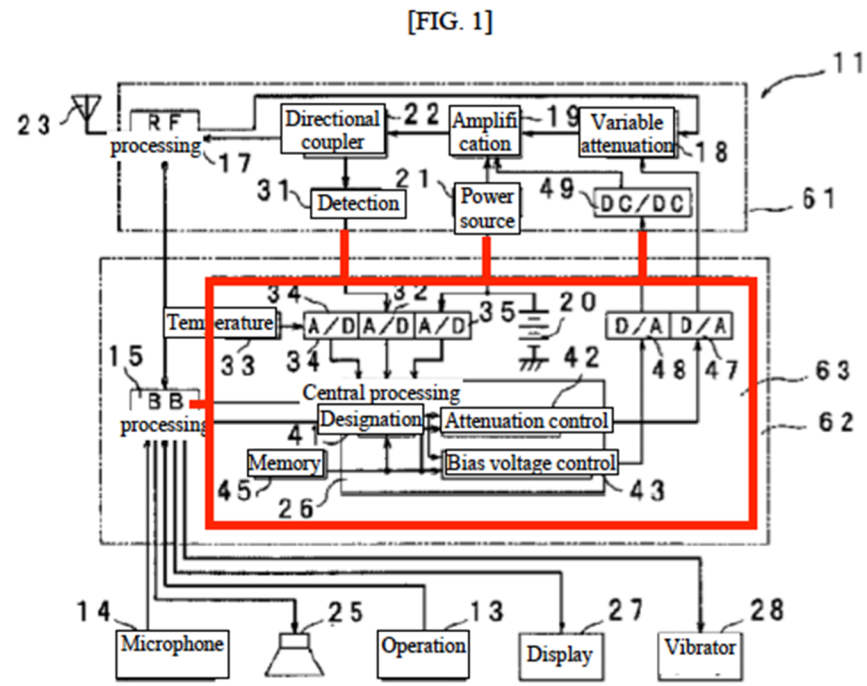 [FIG. 1]
11
23
R F
processing
17
Directional
coupler
22
Amplifi
cation
19
Variable
attenuation
18
31
Detection
21
Power
source
49
DC/DC
61
Temperature
33
34
32
35
A/D A/D A/D
34
20
D/A D/A
48
47
63
62
15
B B
processing
Central processing
42
Designation
Attenuation control
4
Memory
45
Bias voltage control
43
26
14
Microphone
25
13
Operation
27
Display
28
Vibrator